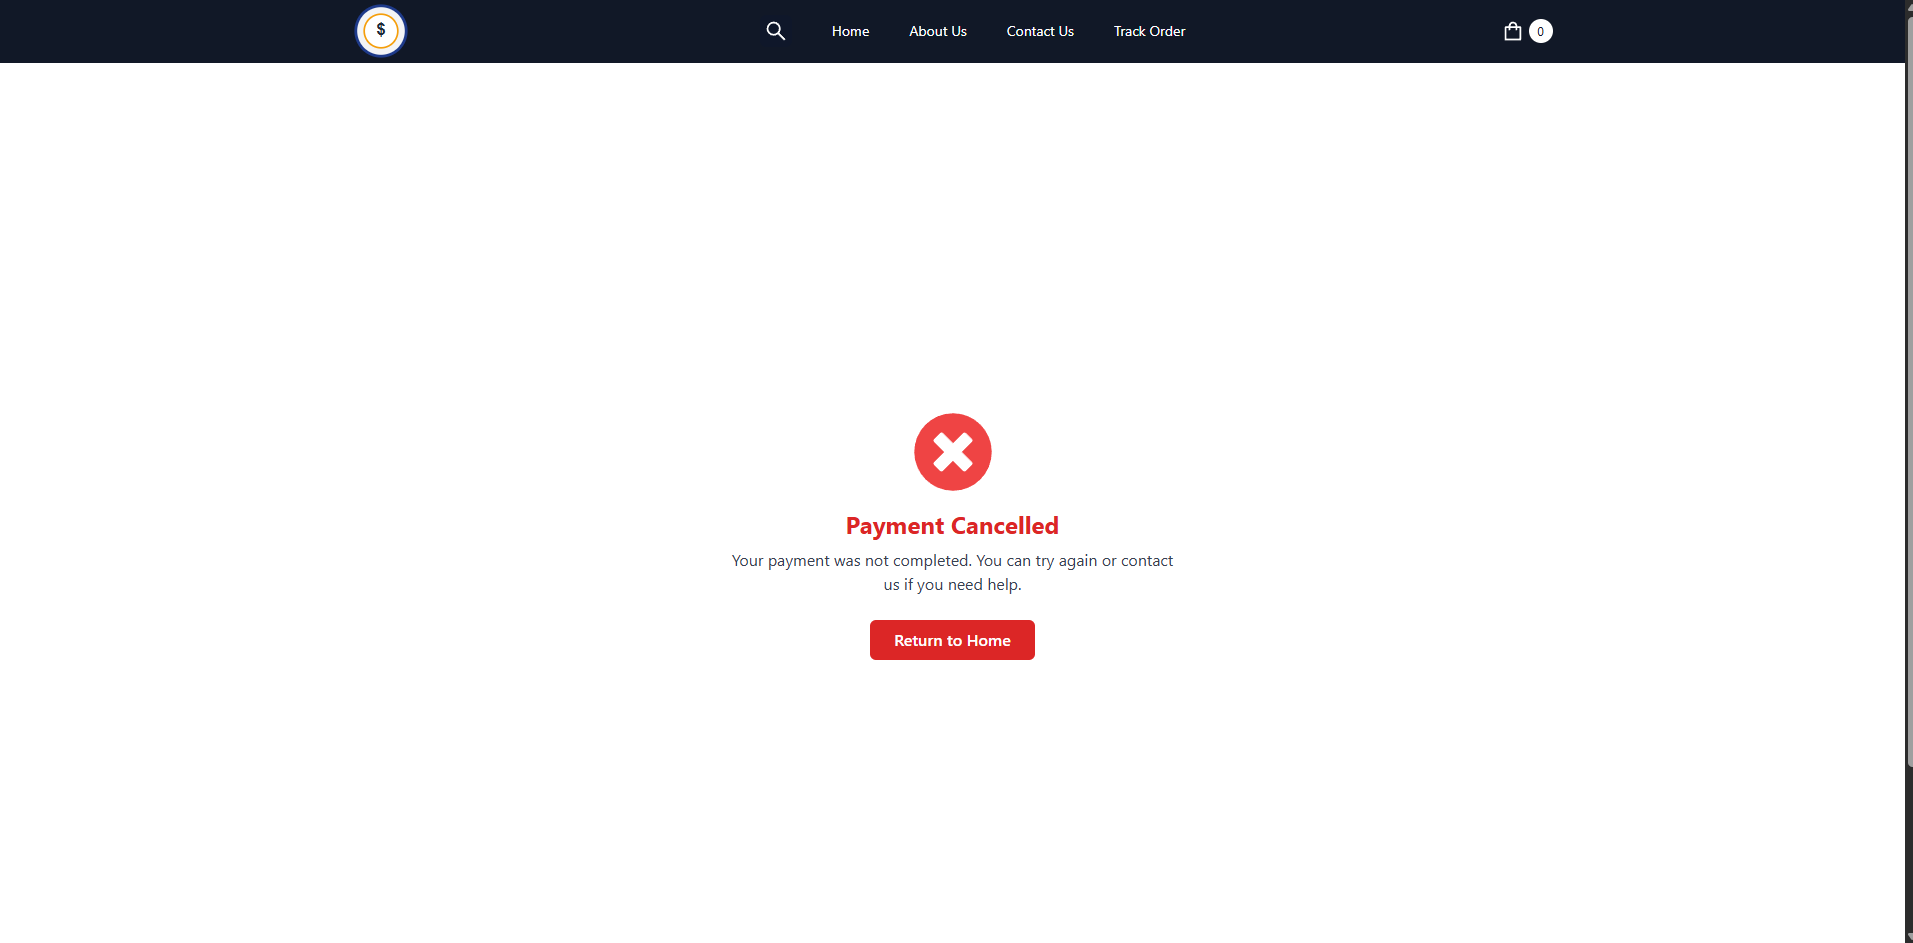 $
Home
About Us
Contact Us
Track Order
0
Payment Cancelled
Your payment was not completed. You can try again or contact
us if you need help.
Return to Home